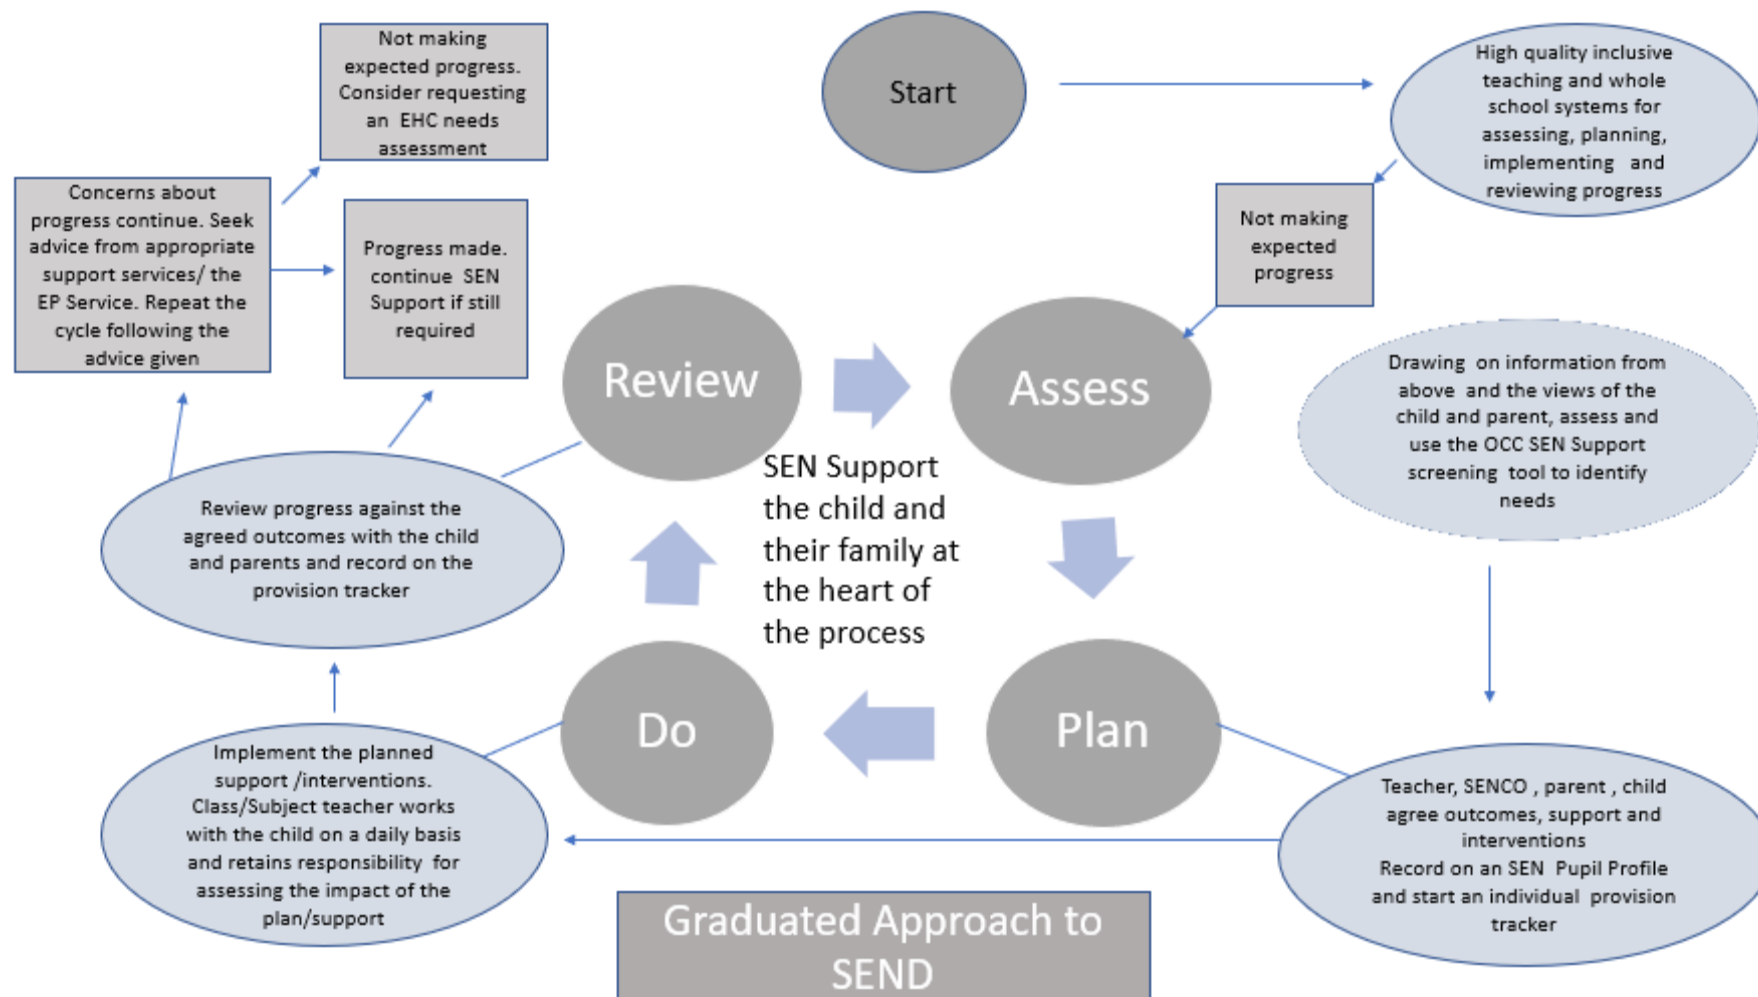 Start
High quality inclusive
teaching and whole
school systems for
assessing, planning,
implementing and
reviewing progress
Not making
expected
progress
Not making
expected progress.
Consider requesting
an EHC needs
assessment
Concerns about
progress continue. Seek
advice from appropriate
support services/ the
EP Service. Repeat the
cycle following the
advice given
Progress made.
continue SEN
Support if still
required
Review
Assess
Drawing on information from
above and the views of the
child and parent, assess and
use the OCC SEN Support
screening tool to identify
needs
SEN Support
the child and
their family at
the heart of
the process
Review progress against the
agreed outcomes with the child
and parents and record on the
provision tracker
Do
Plan
Implement the planned
support /interventions.
Class/Subject teacher works
with the child on a daily basis
and retains responsibility for
assessing the impact of the
plan/support
Teacher, SENCO , parent , child
agree outcomes, support and
interventions
Record on an SEN Pupil Profile
and start an individual provision
tracker
Graduated Approach to
SEND